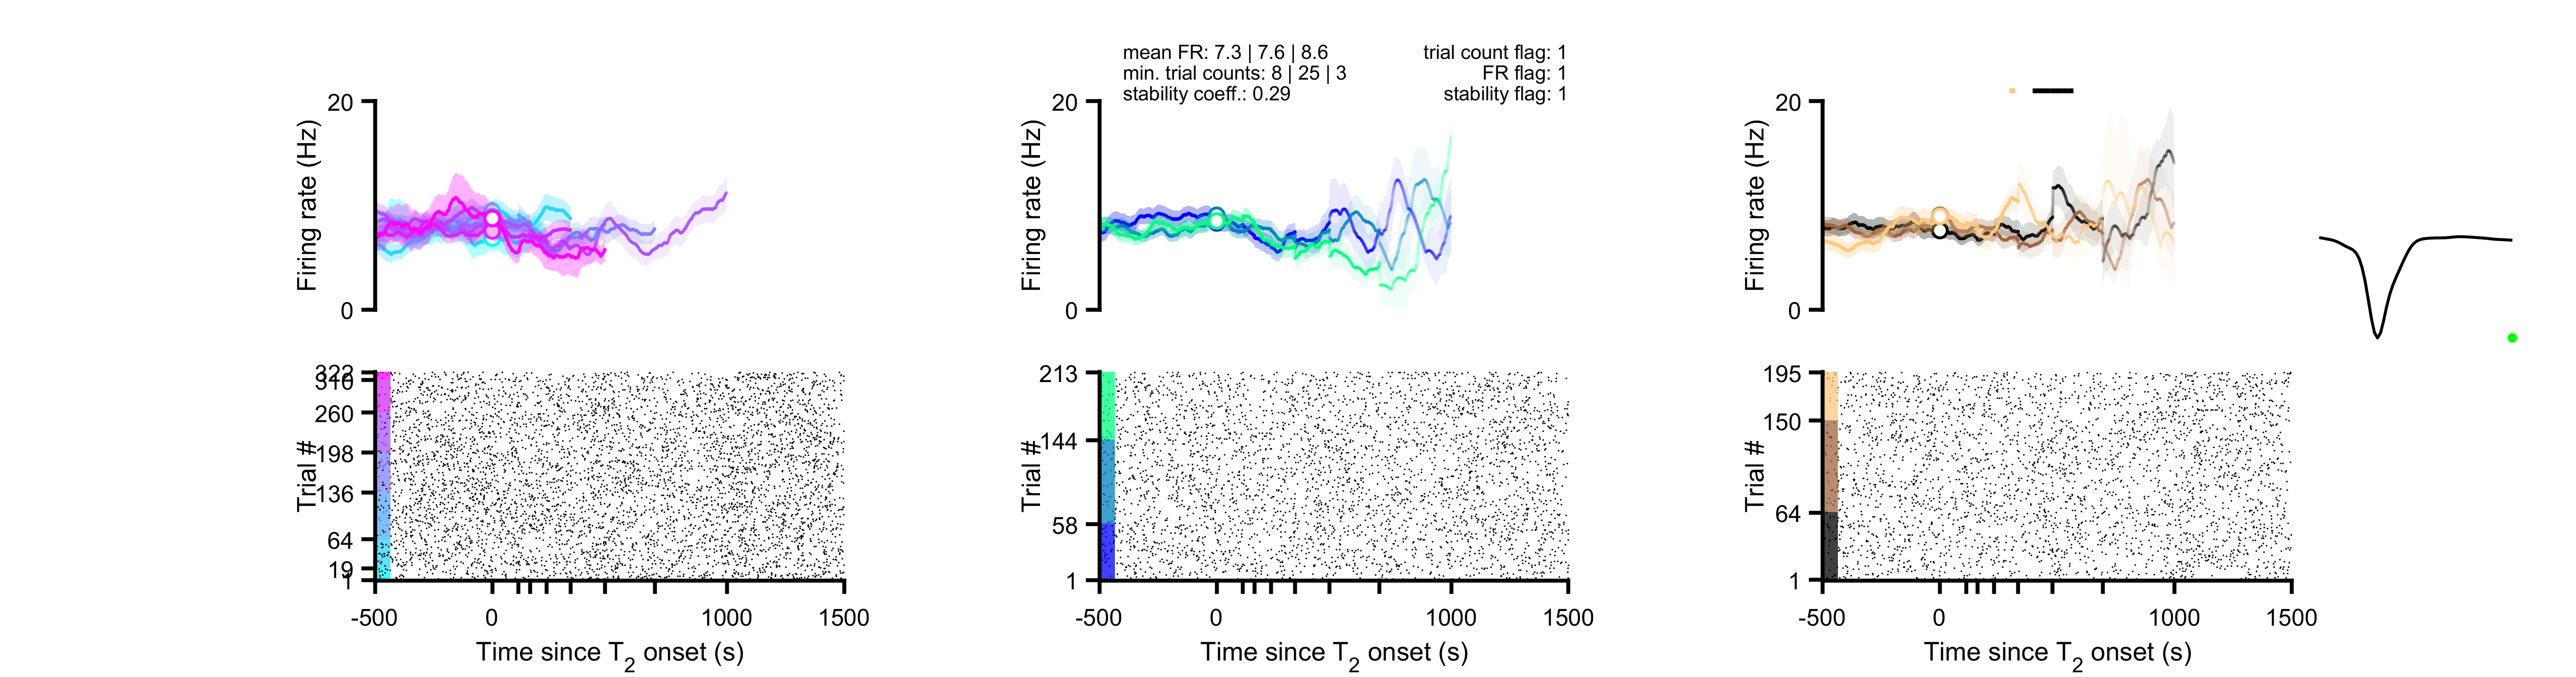 mean FR: 7.3 | 7.6 | 8.6
min. trial counts: 8 | 25 | 3
stability coeff.: 0.29
trial count flag: 1
FR flag: 1
stability flag: 1
Firing rate (Hz)
20
0
Firing rate (Hz)
20
0
Firing rate (Hz)
20
0
Trial #
260
198
136
64
19
1
-500
0
1000
1500
Time since T2 onset (s)
Trial #
213
144
58
1
-500
0
1000
1500
Time since T2 onset (s)
Trial #
195
150
64
1
-500
0
1000
1500
Time since T2 onset (s)